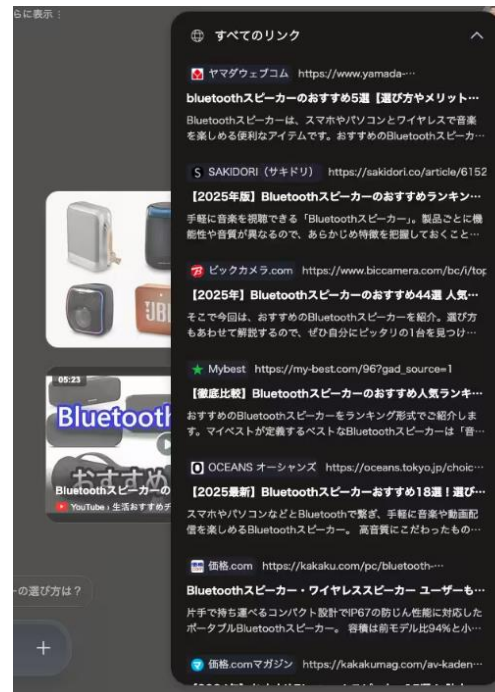 らに表示
すべてのリンク
ヤマダウェブコム https://www.yamada-…
bluetoothスピーカーのおすすめ5選【選び方やメリット…
Bluetoothスピーカーは、スマホやパソコンとワイヤレスで音楽
を楽しめる便利なアイテムです。おすすめのBluetoothスピーカ…
S SAKIDORI（サキドリ） https://sakidori.co/article/6152
【2025年版】Bluetoothスピーカーのおすすめランキン…
手軽に音楽を視聴できる「Bluetoothスピーカー」。製品ごとに機
能性や音質が異なるので、あらかじめ特徴を把握しておくこと…
ビックカメラ.com https://www.biccamera.com/bc/i/top
【2025年】Bluetoothスピーカーのおすすめ44選 人気…
そこで今回は、おすすめのBluetoothスピーカーを紹介。選び方
もあわせて解説するので、ぜひ自分にピッタリの1台を見つけ…
Mybest https://my-best.com/96?gad_source=1
【徹底比較】Bluetoothスピーカーのおすすめ人気ランキ…
おすすめのBluetoothスピーカーをランキング形式でご紹介しま
す。マイベストが定義するベストなBluetoothスピーカーは「音…
OCEANS オーシャンズ https://oceans.tokyo.jp/choic…
【2025最新】Bluetoothスピーカーおすすめ18選！選び…
スマホやパソコンなどとBluetoothで繋ぎ、手軽に音楽や動画配
信を楽しめるBluetoothスピーカー。 高音質にこだわったもの…
価格.com https://kakaku.com/pc/bluetooth-…
Bluetoothスピーカー・ワイヤレススピーカー ユーザーも…
片手で持ち運べるコンパクト設計でIP67の防じん性能に対応した
ポータブルBluetoothスピーカー。 容積は前モデル比94%と小…
価格.comマガジン https://kakakumag.com/av-kaden-…
JBL
05:23
Bluetooth
おすすめ
Bluetoothスピーカーの
YouTube › 生活おすすめチ
ーの選び方は？
+